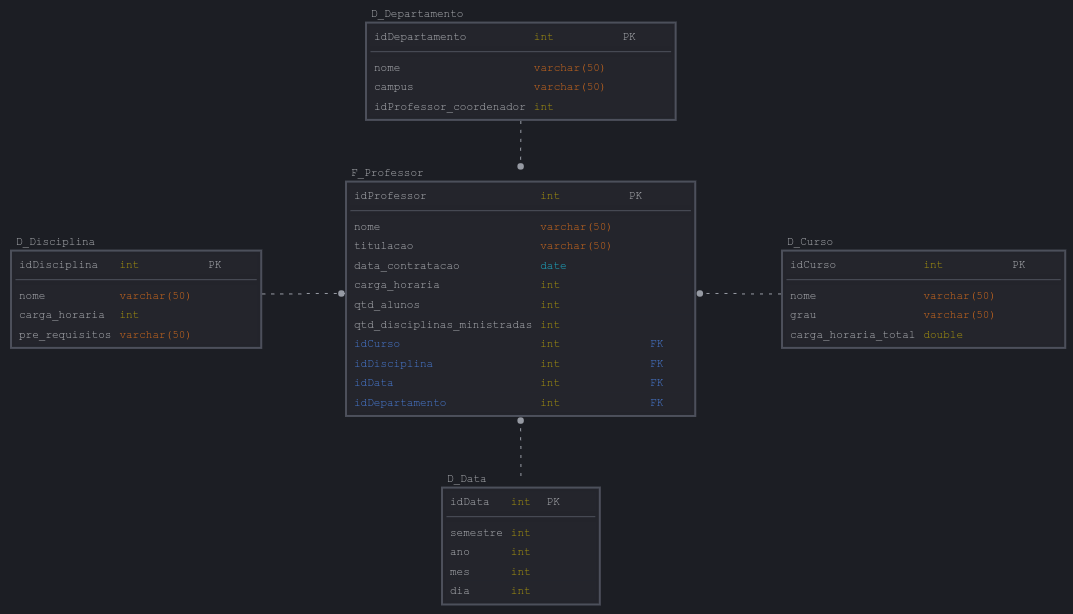 D_Departamento
idDepartamento int PK
nome varchar(50)
campus varchar(50)
idProfessor_coordenador int
F_Professor
idProfessor int PK
nome varchar(50)
titulacao varchar(50)
data_contratacao date
carga_horaria int
qtd_alunos int
qtd_disciplinas_ministradas int
idCurso int FK
idDisciplina int FK
idData int FK
idDepartamento int FK
D_Disciplina
idDisciplina int PK
nome varchar(50)
carga_horaria int
pre_requisitos varchar(50)
D_Curso
idCurso int PK
nome varchar(50)
grau varchar(50)
carga_horaria_total double
D_Data
idData int PK
semestre int
ano int
mes int
dia int